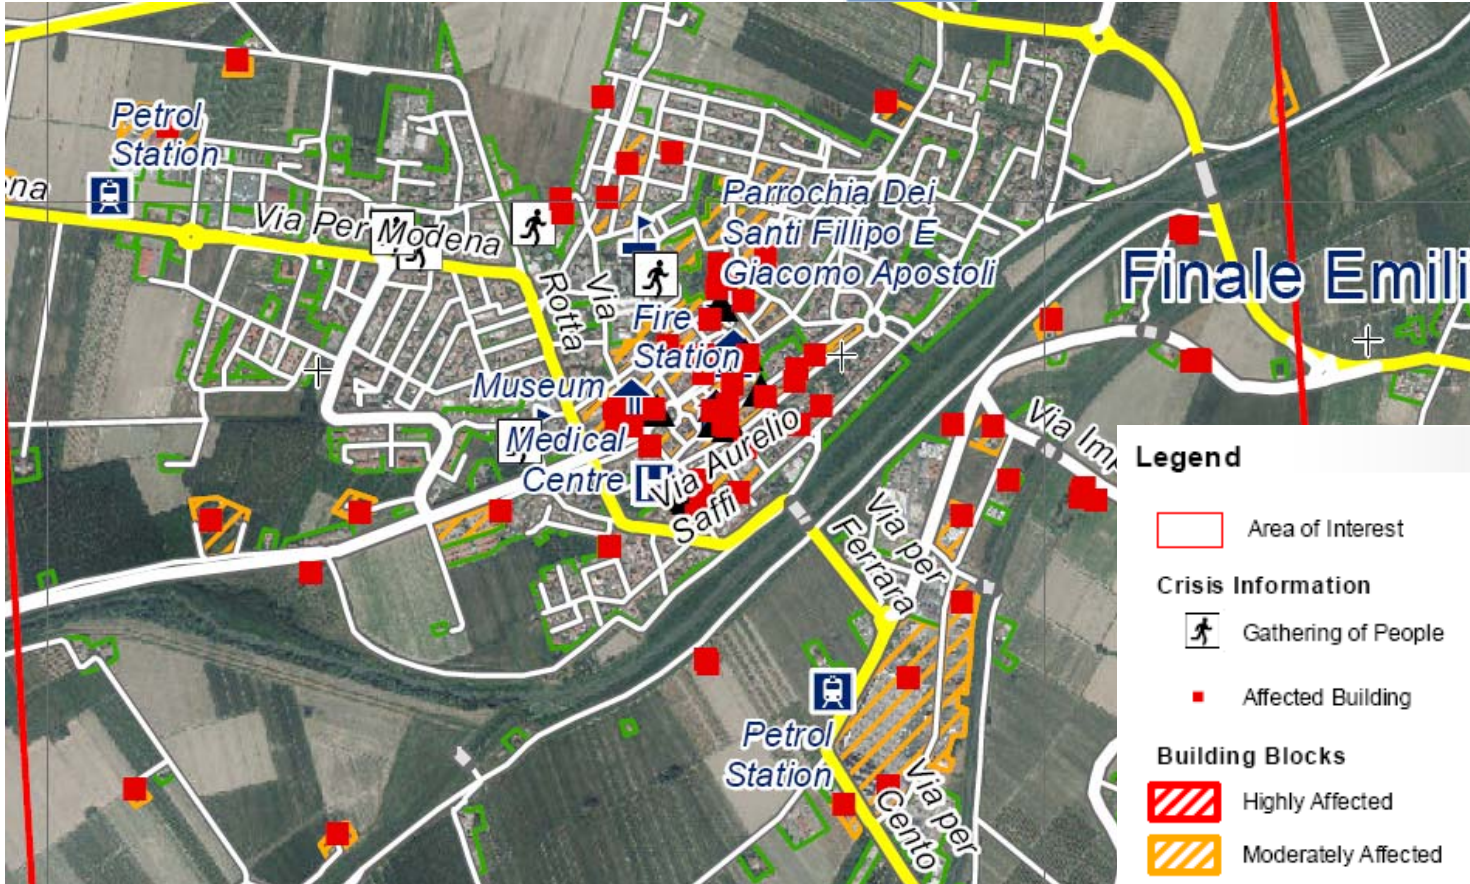 Petrol
Station
na
Via Per Modena
Rotta
Via
Parrochia Dei
Santi Fillipo E
Giacomo Apostoli
Fire
Station
Museum
Medical
Centre
H
Via Aurelio
Saffi
Finale Emili
Via Imp
Via per
Ferrara
Petrol
Station
Via per
Cento
Legend
Area of Interest
Crisis Information
Gathering of People
Affected Building
Building Blocks
Highly Affected
Moderately Affected